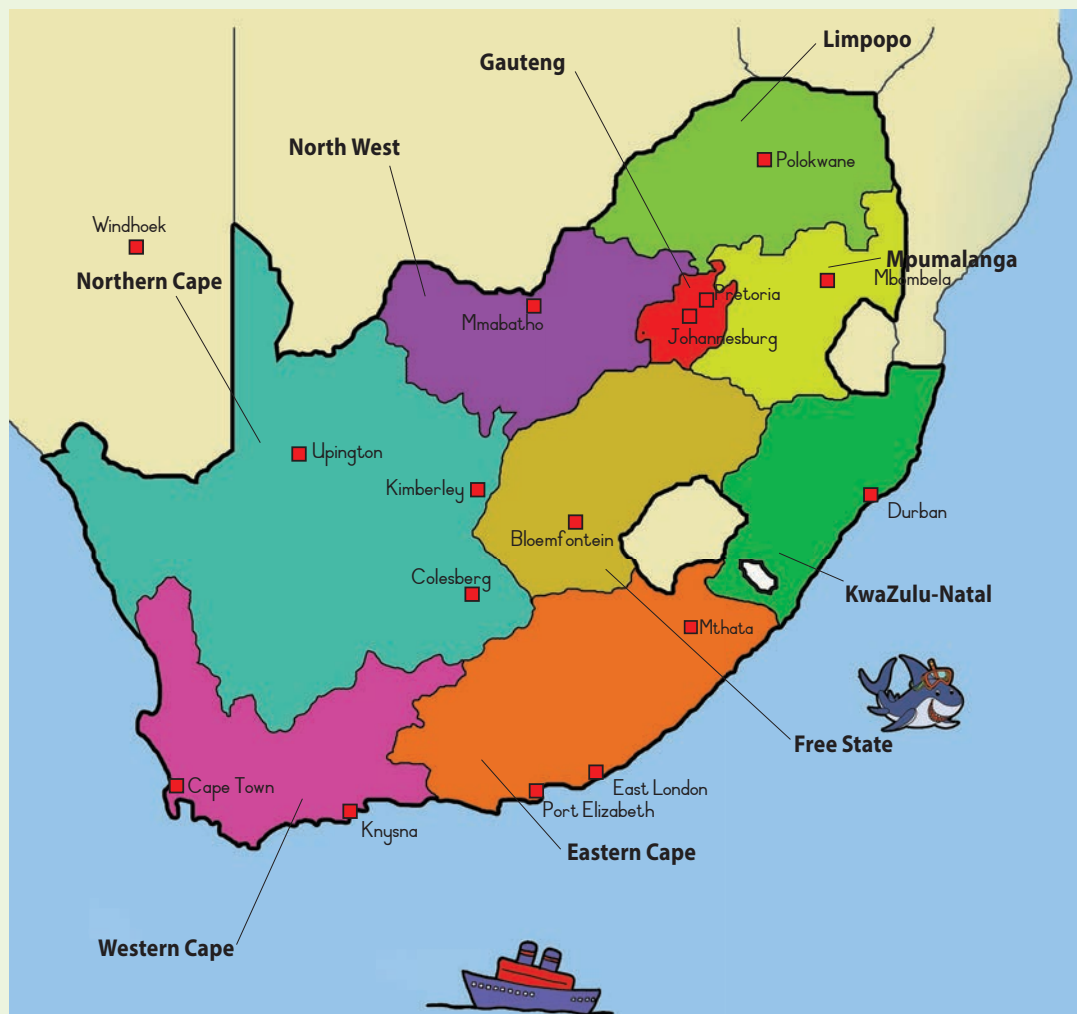 Limpopo
Gauteng
North West
Polokwane
Windhoek
Mpumalanga
Northern Cape
Mbombela
Pretoria
Mmabatho
Johannesburg
Upington
Kimberley
Durban
Bloemfontein
Colesberg
KwaZulu-Natal
Mthata
Free State
Cape Town
East London
Port Elizabeth
Knysna
Eastern Cape
Western Cape